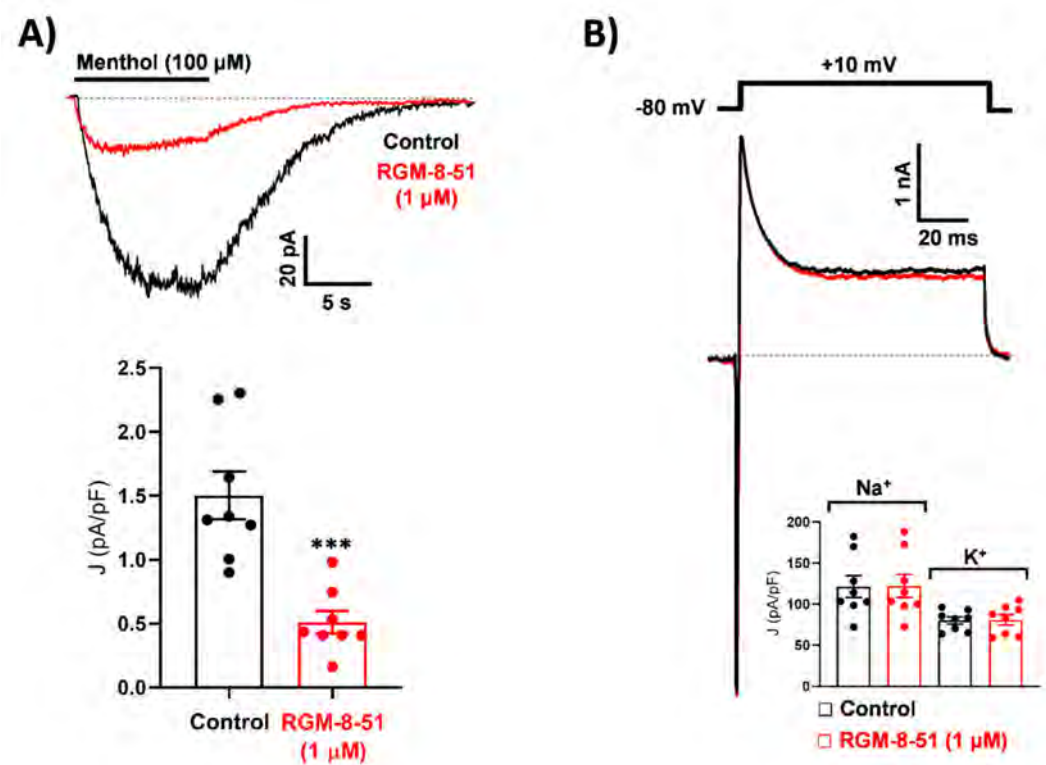 A)
Menthol (100 µM)
Control
RGM-8-51
(1 µM)
20 pA
5 s
2.5
2.0
1.5
1.0
0.5
0.0
J (pA/pF)
***
Control
RGM-8-51
(1 µM)
B)
+10 mV
-80 mV
1 nA
20 ms
Na⁺
K⁺
200
150
100
50
0
J (pA/pF)
Control
RGM-8-51 (1 µM)